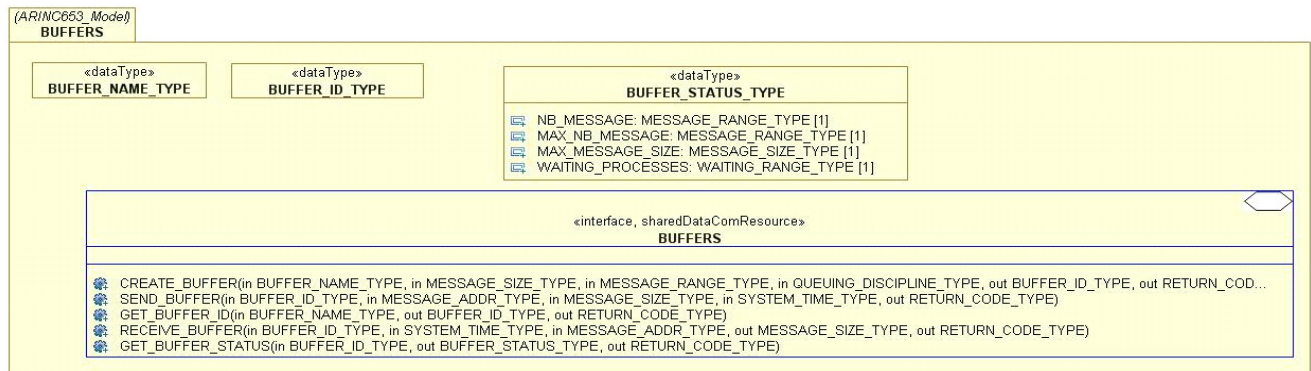 (ARINC653_Model)
BUFFERS
«dataType»
BUFFER_NAME_TYPE
«dataType»
BUFFER_ID_TYPE
«dataType»
BUFFER_STATUS_TYPE
NB_MESSAGE: MESSAGE_RANGE_TYPE [1]
MAX_NB_MESSAGE: MESSAGE_RANGE_TYPE [1]
MAX_MESSAGE_SIZE: MESSAGE_SIZE_TYPE [1]
WAITING_PROCESSES: WAITING_RANGE_TYPE [1]
«interface, sharedDataComResource»
BUFFERS
CREATE_BUFFER(in BUFFER_NAME_TYPE, in MESSAGE_SIZE_TYPE, in MESSAGE_RANGE_TYPE, in QUEUING_DISCIPLINE_TYPE, out BUFFER_ID_TYPE, out RETURN_COD...
SEND_BUFFER(in BUFFER_ID_TYPE, in MESSAGE_ADDR_TYPE, in MESSAGE_SIZE_TYPE, in SYSTEM_TIME_TYPE, out RETURN_CODE_TYPE)
GET_BUFFER_ID(in BUFFER_NAME_TYPE, out BUFFER_ID_TYPE, out RETURN_CODE_TYPE)
RECEIVE_BUFFER(in BUFFER_ID_TYPE, in SYSTEM_TIME_TYPE, in MESSAGE_ADDR_TYPE, out MESSAGE_SIZE_TYPE, out RETURN_CODE_TYPE)
GET_BUFFER_STATUS(in BUFFER_ID_TYPE, out BUFFER_STATUS_TYPE, out RETURN_CODE_TYPE)